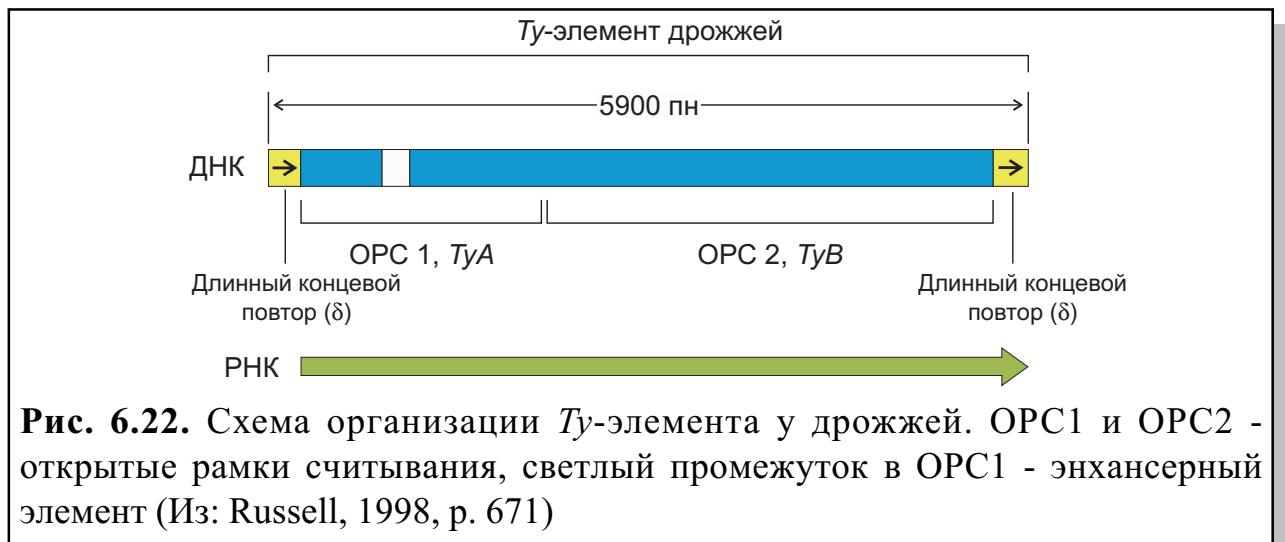 Ty-элемент дрожжей
5900 пн
ДНК
ОРС 1, TyA
ОРС 2, TyB
Длинный концевой
повтор (δ)
Длинный концевой
повтор (δ)
РНК
Рис. 6.22. Схема организации Ty-элемента у дрожжей. ОРС1 и ОРС2 -
открытые рамки считывания, светлый промежуток в ОРС1 - энхансерный
элемент (Из: Russell, 1998, p. 671)